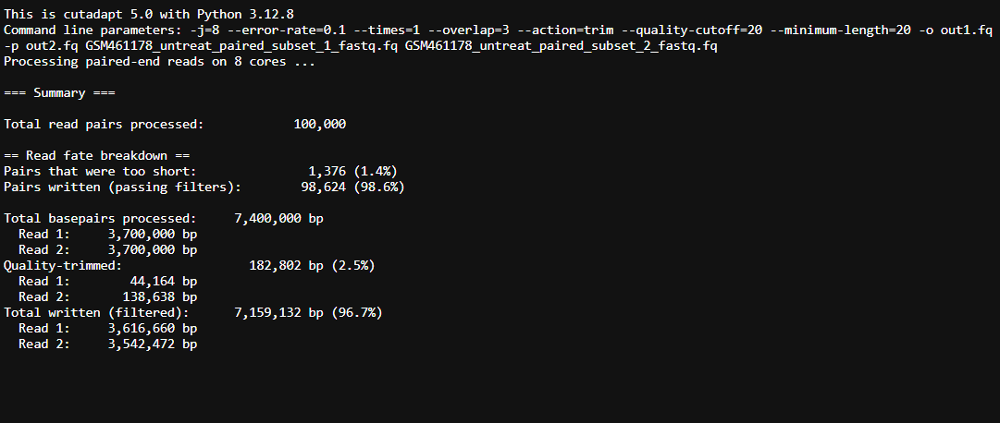 This is cutadapt 5.0 with Python 3.12.8
Command line parameters: -j=8 --error-rate=0.1 --times=1 --overlap=3 --action=trim --quality-cutoff=20 --minimum-length=20 -o out1.fq
-p out2.fq GSM461178_untreat_paired_subset_1_fastq.fq GSM461178_untreat_paired_subset_2_fastq.fq
Processing paired-end reads on 8 cores ...
=== Summary ===
Total read pairs processed: 100,000
== Read fate breakdown ==
Pairs that were too short: 1,376 (1.4%)
Pairs written (passing filters): 98,624 (98.6%)
Total basepairs processed: 7,400,000 bp
Read 1: 3,700,000 bp
Read 2: 3,700,000 bp
Quality-trimmed: 182,802 bp (2.5%)
Read 1: 44,164 bp
Read 2: 138,638 bp
Total written (filtered): 7,159,132 bp (96.7%)
Read 1: 3,616,660 bp
Read 2: 3,542,472 bp